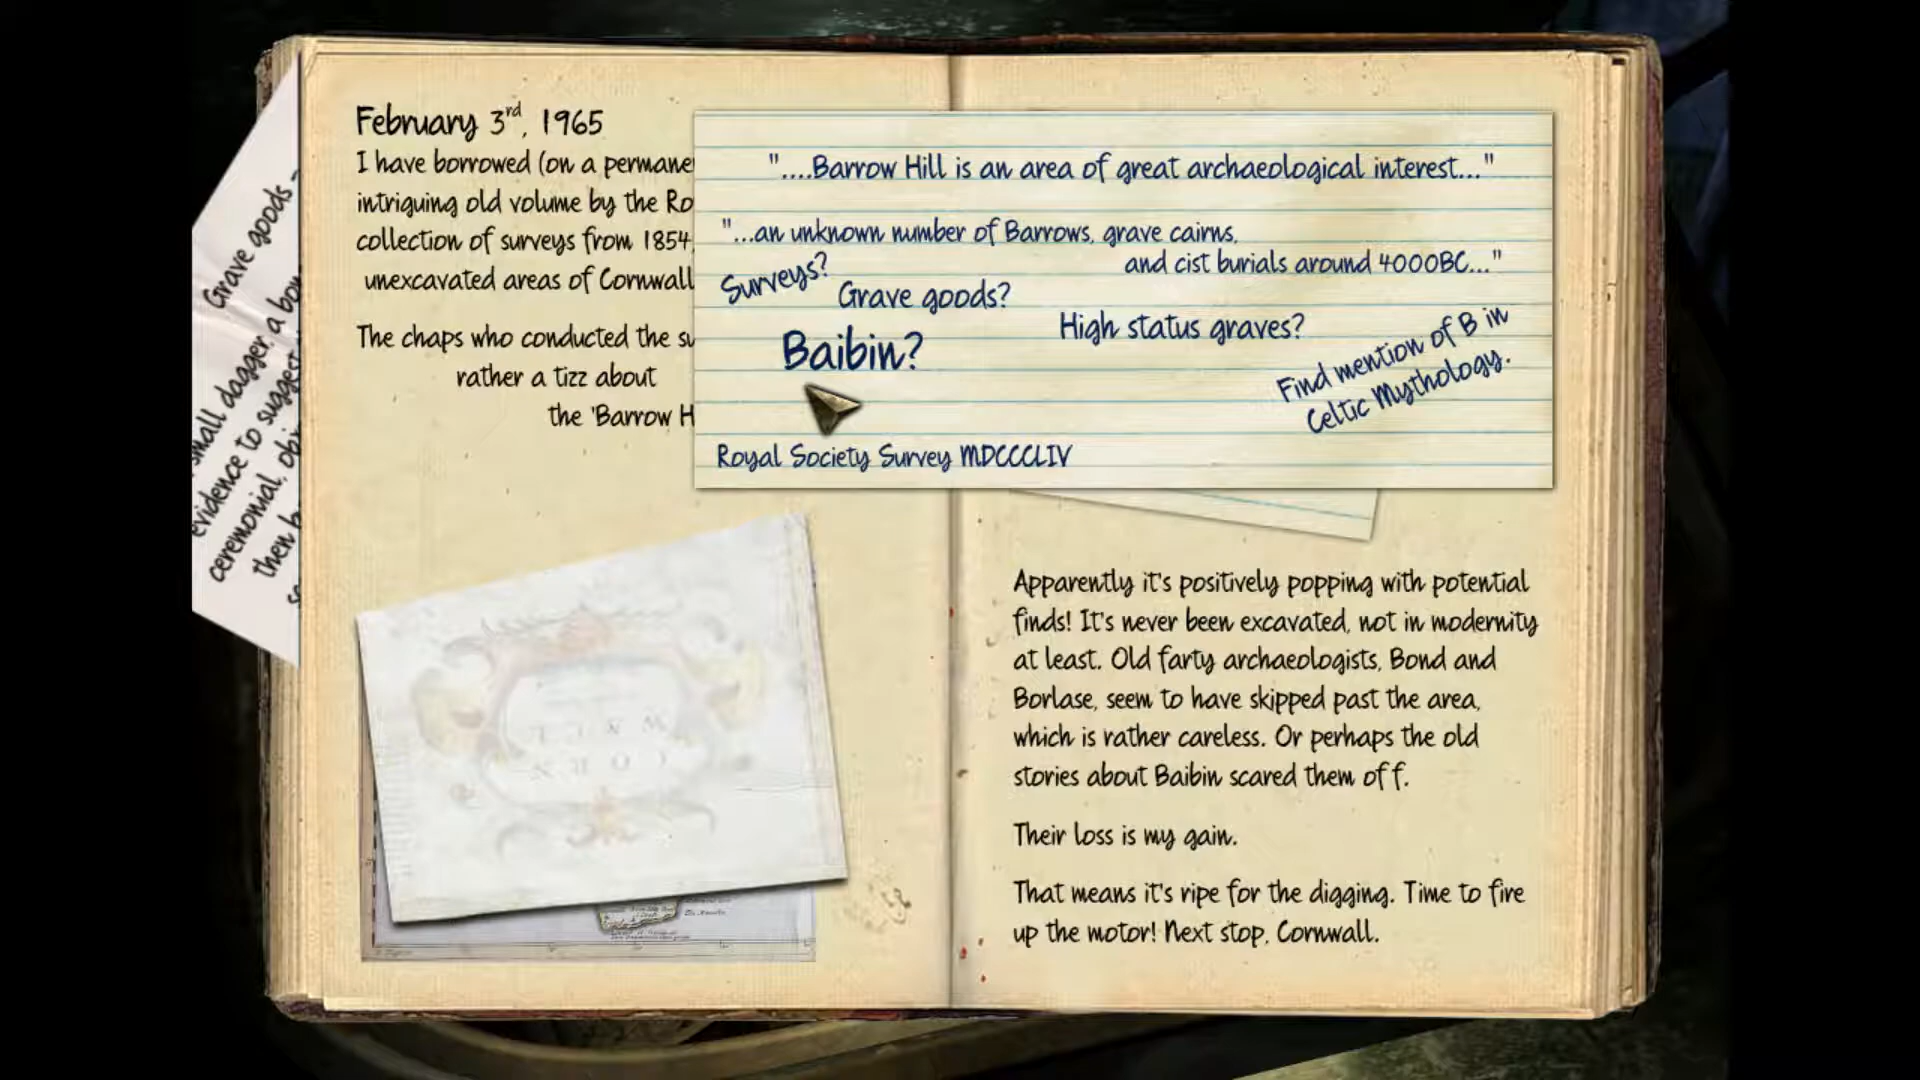 Grave goods -
small dagger, a bow
evidence to suggest
ceremonial, obj
then b
February 3rd, 1965
I have borrowed (on a permane
intriguing old volume by the Ro
collection of surveys from 1854,
unexcavated areas of Cornwall
The chaps who conducted the su
rather a tizz about
the 'Barrow H
"....Barrow Hill is an area of great archaeological interest..."
"...an unknown number of Barrows, grave cairns,
and cist burials around 4000BC..."
Surveys?
Grave goods?
High status graves?
Baibin?
Find mention of B in
Celtic Mythology.
Royal Society Survey MDCCCLIV
Apparently it's positively popping with potential
finds! It's never been excavated, not in modernity
at least. Old farty archaeologists, Bond and
Borlase, seem to have skipped past the area,
which is rather careless. Or perhaps the old
stories about Baibin scared them off.
Their loss is my gain.
That means it's ripe for the digging. Time to fire
up the motor! Next stop, Cornwall.